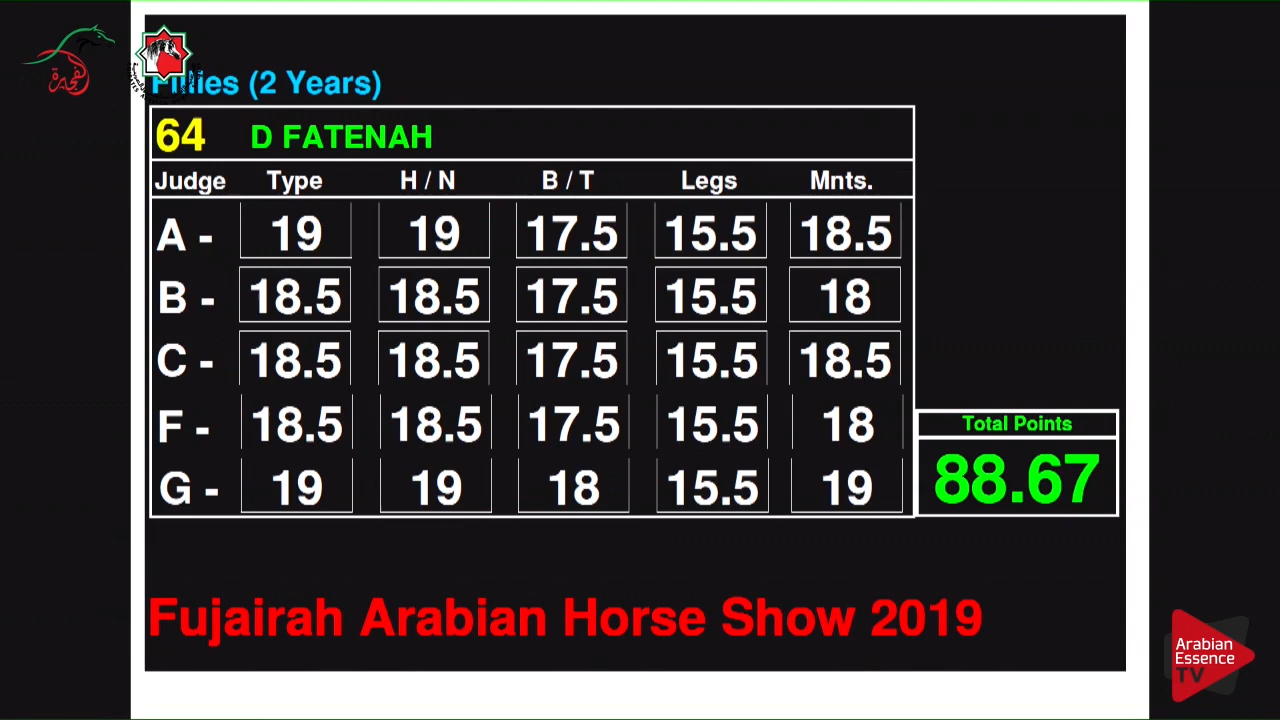 الفجيرة
Fillies (2 Years)
64 D FATENAH
Judge Type H / N B / T Legs Mnts.
A - 19 19 17.5 15.5 18.5
B - 18.5 18.5 17.5 15.5 18
C - 18.5 18.5 17.5 15.5 18.5
F - 18.5 18.5 17.5 15.5 18
G - 19 19 18 15.5 19
Total Points
88.67
Fujairah Arabian Horse Show 2019
Arabian
Essence
TV